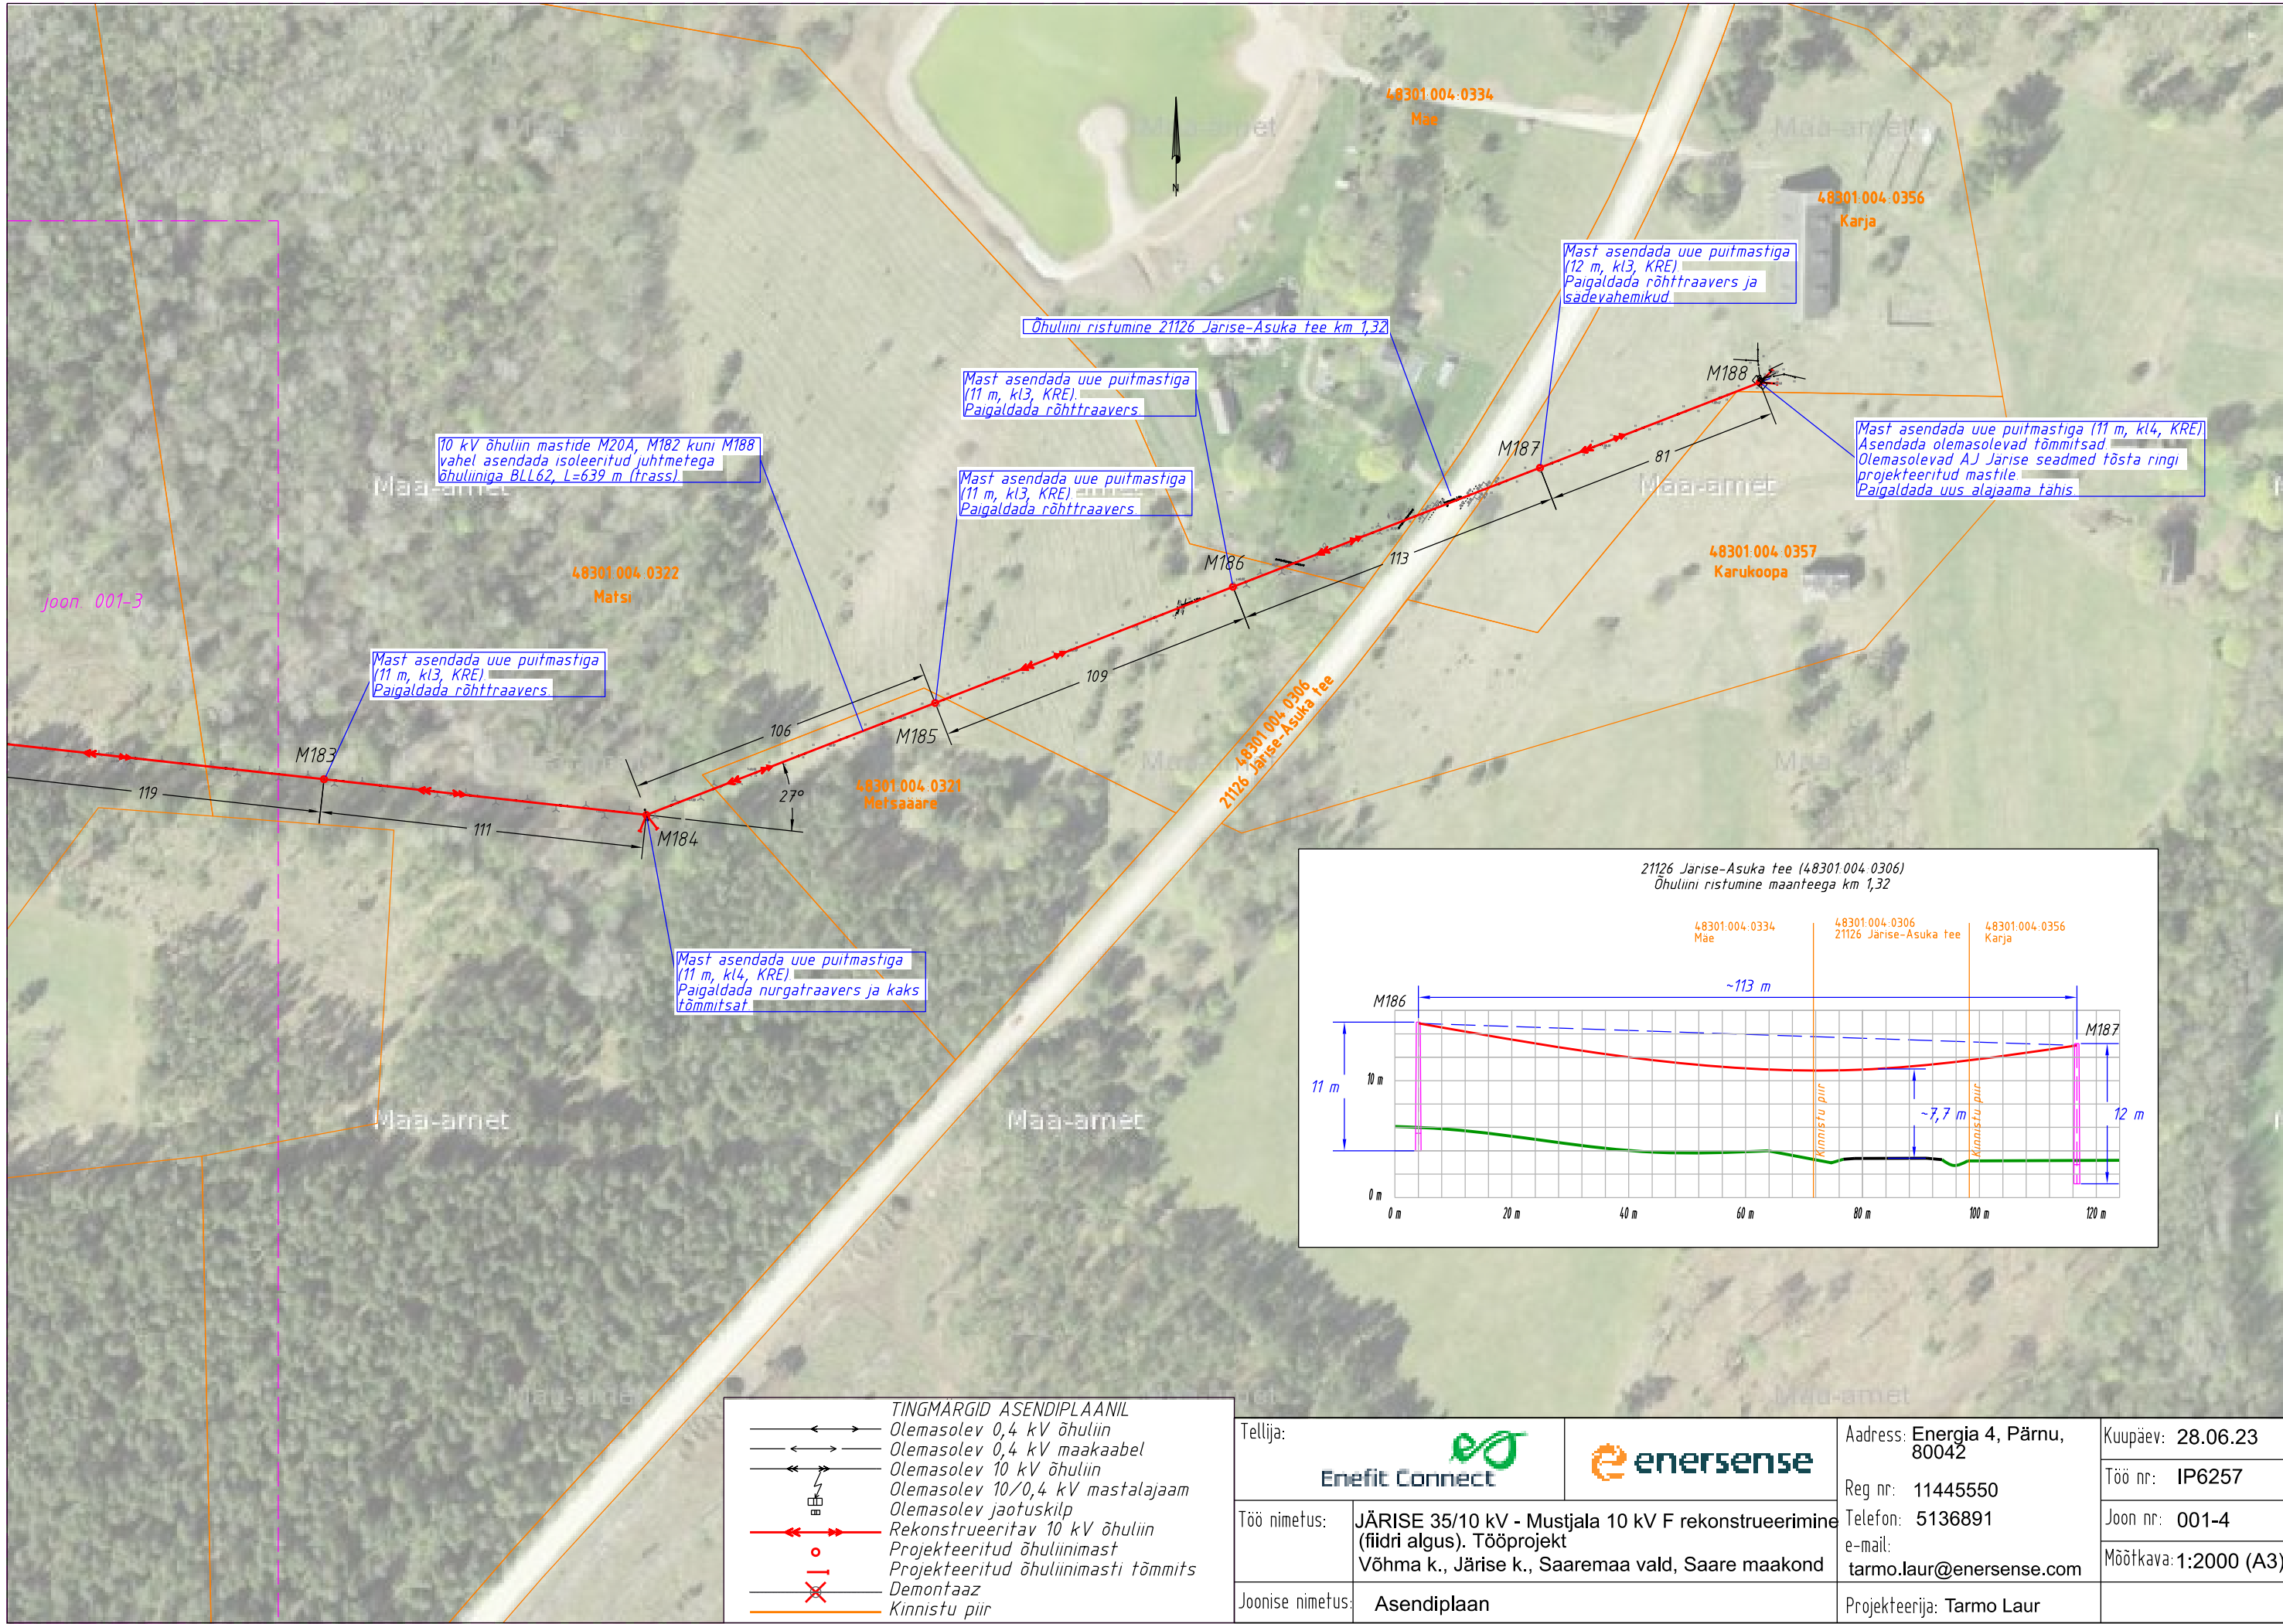 48301:004:0334
Mäe
48301:004:0356
Karja
Mast asendada uue puitmastiga
(12 m, kl3, KRE)
Paigaldada rõhttraavers ja
sädevahemikud.
Õhuliini ristumine 21126 Järise-Asuka tee km 1,32
Mast asendada uue puitmastiga
(11 m, kl3, KRE).
Paigaldada rõhttraavers
M188
Mast asendada uue puitmastiga (11 m, kl4, KRE)
Asendada olemasolevad tõmmitsad
Olemasolevad AJ Järise seadmed tõsta ringi
projekteeritud mastile.
Paigaldada uus alajaama tähis
10 kV õhuliin mastide M20A, M182 kuni M188
vahel asendada isoleeritud juhtmetega
õhuliiniga BLL62, L=639 m (trass)
Mast asendada uue puitmastiga
(11 m, kl3, KRE)
Paigaldada rõhttraavers
M187
81
113
M186
48301:004:0357
Karukoopa
48301:004:0322
Matsi
joon. 001-3
Mast asendada uue puitmastiga
(11 m, kl3, KRE)
Paigaldada rõhttraavers.
109
106
M185
48301:004:0306
21126 Järise-Asuka tee
M183
119
111
27°
48301:004:0321
Metsaääre
M184
Mast asendada uue puitmastiga
(11 m, kl4, KRE)
Paigaldada nurgatraavers ja kaks
tõmmitsat
N
Maa-amet
Maa-amet
Maa-amet
Maa-amet
Maa-amet
Maa-amet
21126 Järise-Asuka tee (48301:004:0306)
Õhuliini ristumine maanteega km 1,32
48301:004:0334
Mäe
48301:004:0306
21126 Järise-Asuka tee
48301:004:0356
Karja
~113 m
M186
M187
11 m
10 m
Kinnistu piir
~7,7 m
Kinnistu piir
12 m
0 m
0 m
20 m
40 m
60 m
80 m
100 m
120 m
TINGMÄRGID ASENDIPLAANIL
Olemasolev 0,4 kV õhuliin
Olemasolev 0,4 kV maakaabel
Olemasolev 10 kV õhuliin
Olemasolev 10/0,4 kV mastalajaam
Olemasolev jaotuskilp
Rekonstrueeritav 10 kV õhuliin
Projekteeritud õhuliinimast
Projekteeritud õhuliinimasti tõmmits
Demontaaz
Kinnistu piir
Tellija:
Enefit Connect
enersense
Aadress: Energia 4, Pärnu,
80042
Reg nr: 11445550
Telefon: 5136891
e-mail:
tarmo.laur@enersense.com
Kuupäev: 28.06.23
Töö nr: IP6257
Joon nr: 001-4
Mõõtkava: 1:2000 (A3)
Töö nimetus:
JÄRISE 35/10 kV - Mustjala 10 kV F rekonstrueerimine
(fiidri algus). Tööprojekt
Võhma k., Järise k., Saaremaa vald, Saare maakond
Joonise nimetus: Asendiplaan
Projekteerija: Tarmo Laur